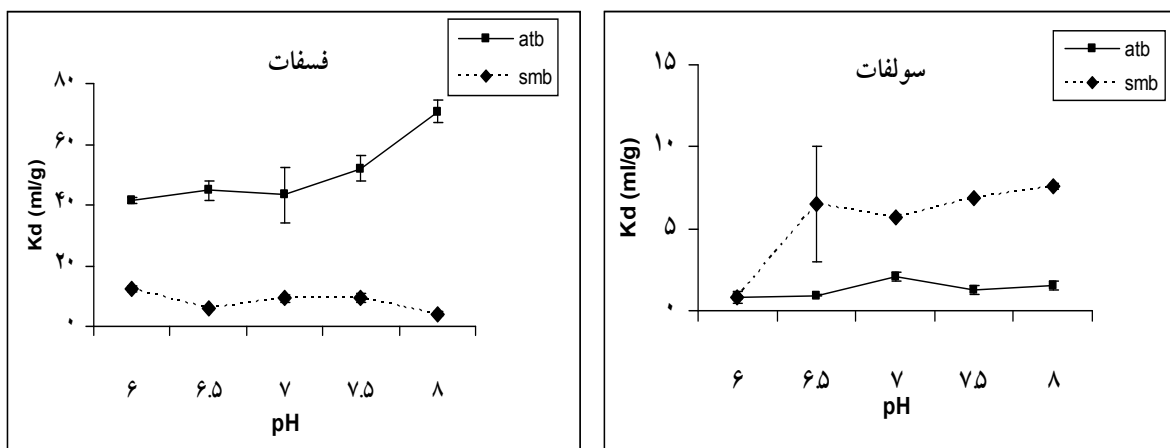 فسفات
atb
smb
Kd (ml/g)
۸۰
۶۰
۴۰
۲۰
۰
۶ ۶.۵ ۷ ۷.۵ ۸
pH
سولفات
atb
smb
Kd (ml/g)
۱۵
۱۰
۵
۰
۶ ۶.۵ ۷ ۷.۵ ۸
pH